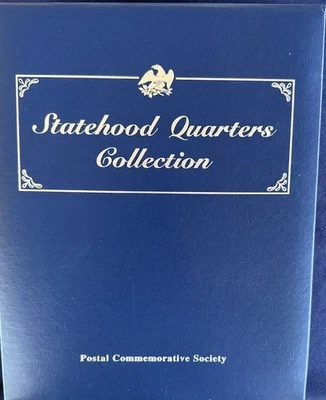 Statehood Quarters
Collection
Postal Commemorative Society